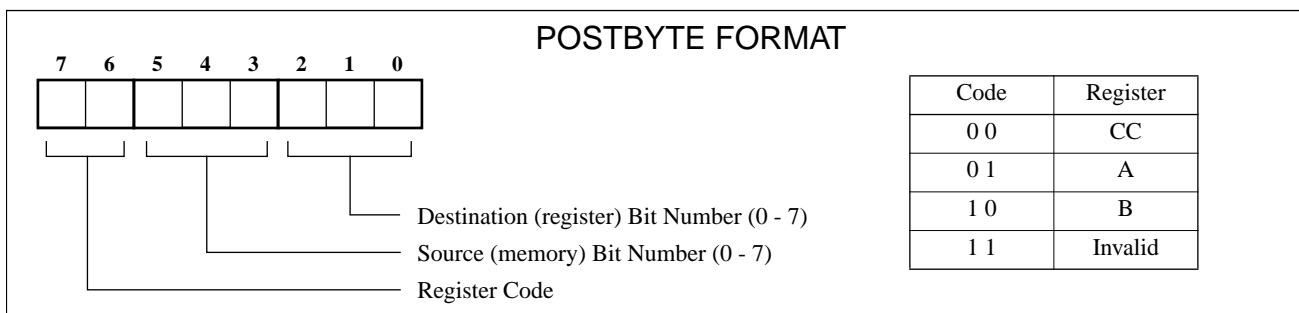 POSTBYTE FORMAT
7 6 5 4 3 2 1 0
Destination (register) Bit Number (0 - 7)
Source (memory) Bit Number (0 - 7)
Register Code
Code Register
0 0 CC
0 1 A
1 0 B
1 1 Invalid